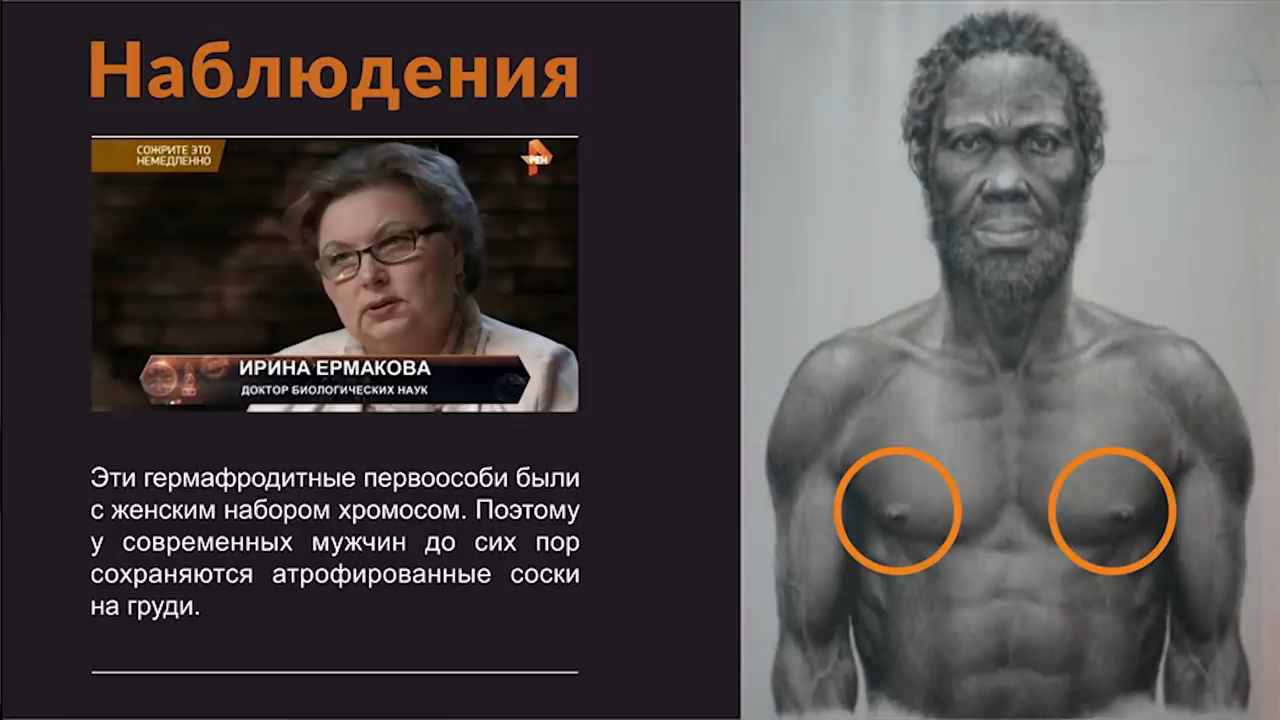 Наблюдения
СОЖРИТЕ ЭТО
НЕМЕДЛЕННО
РЕН
ИРИНА ЕРМАКОВА
ДОКТОР БИОЛОГИЧЕСКИХ НАУК
Эти гермафродитные первоособи были
с женским набором хромосом. Поэтому
у современных мужчин до сих пор
сохраняются атрофированные соски
на груди.